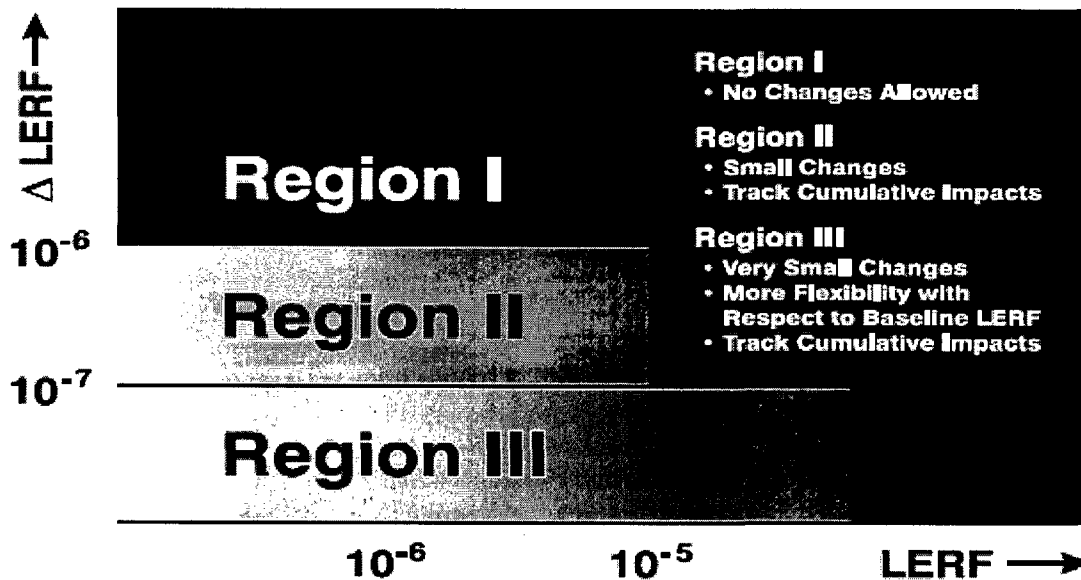 Δ LERF →
Region I
• No Changes Allowed
Region II
• Small Changes
• Track Cumulative Impacts
Region III
• Very Small Changes
• More Flexibility with
Respect to Baseline LERF
• Track Cumulative Impacts
Region I
10⁻⁶
Region II
10⁻⁷
Region III
10⁻⁶
10⁻⁵
LERF →